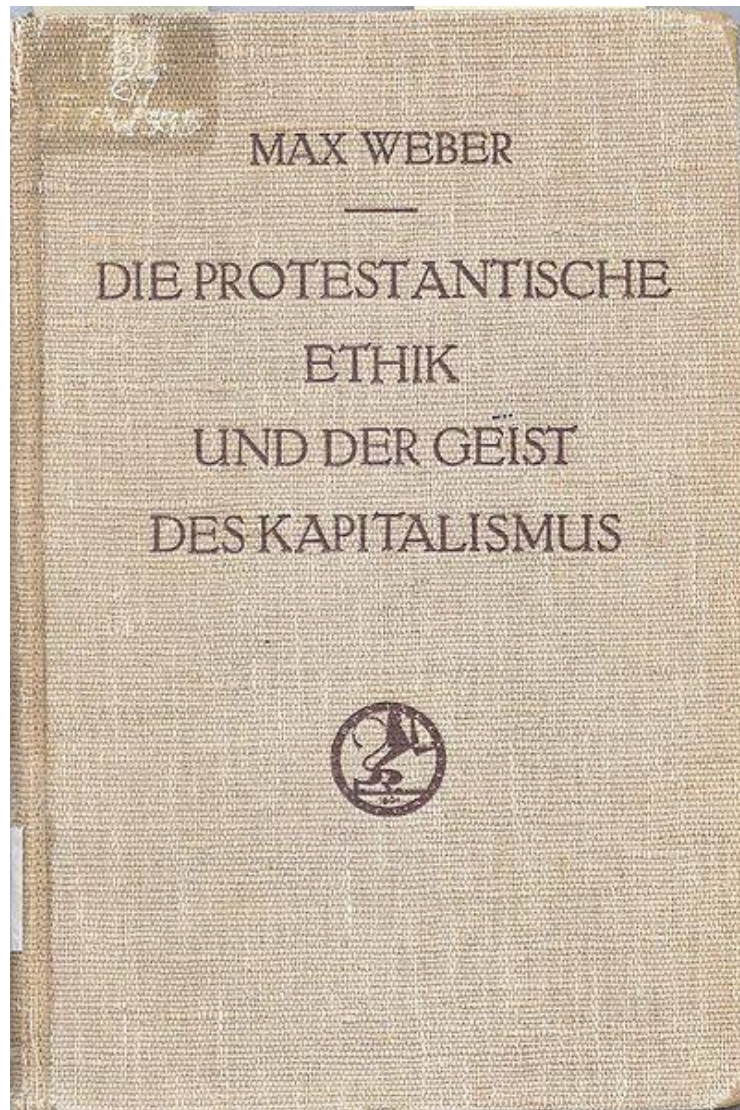 MAX WEBER
DIE PROTESTANTISCHE
ETHIK
UND DER GEIST
DES KAPITALISMUS